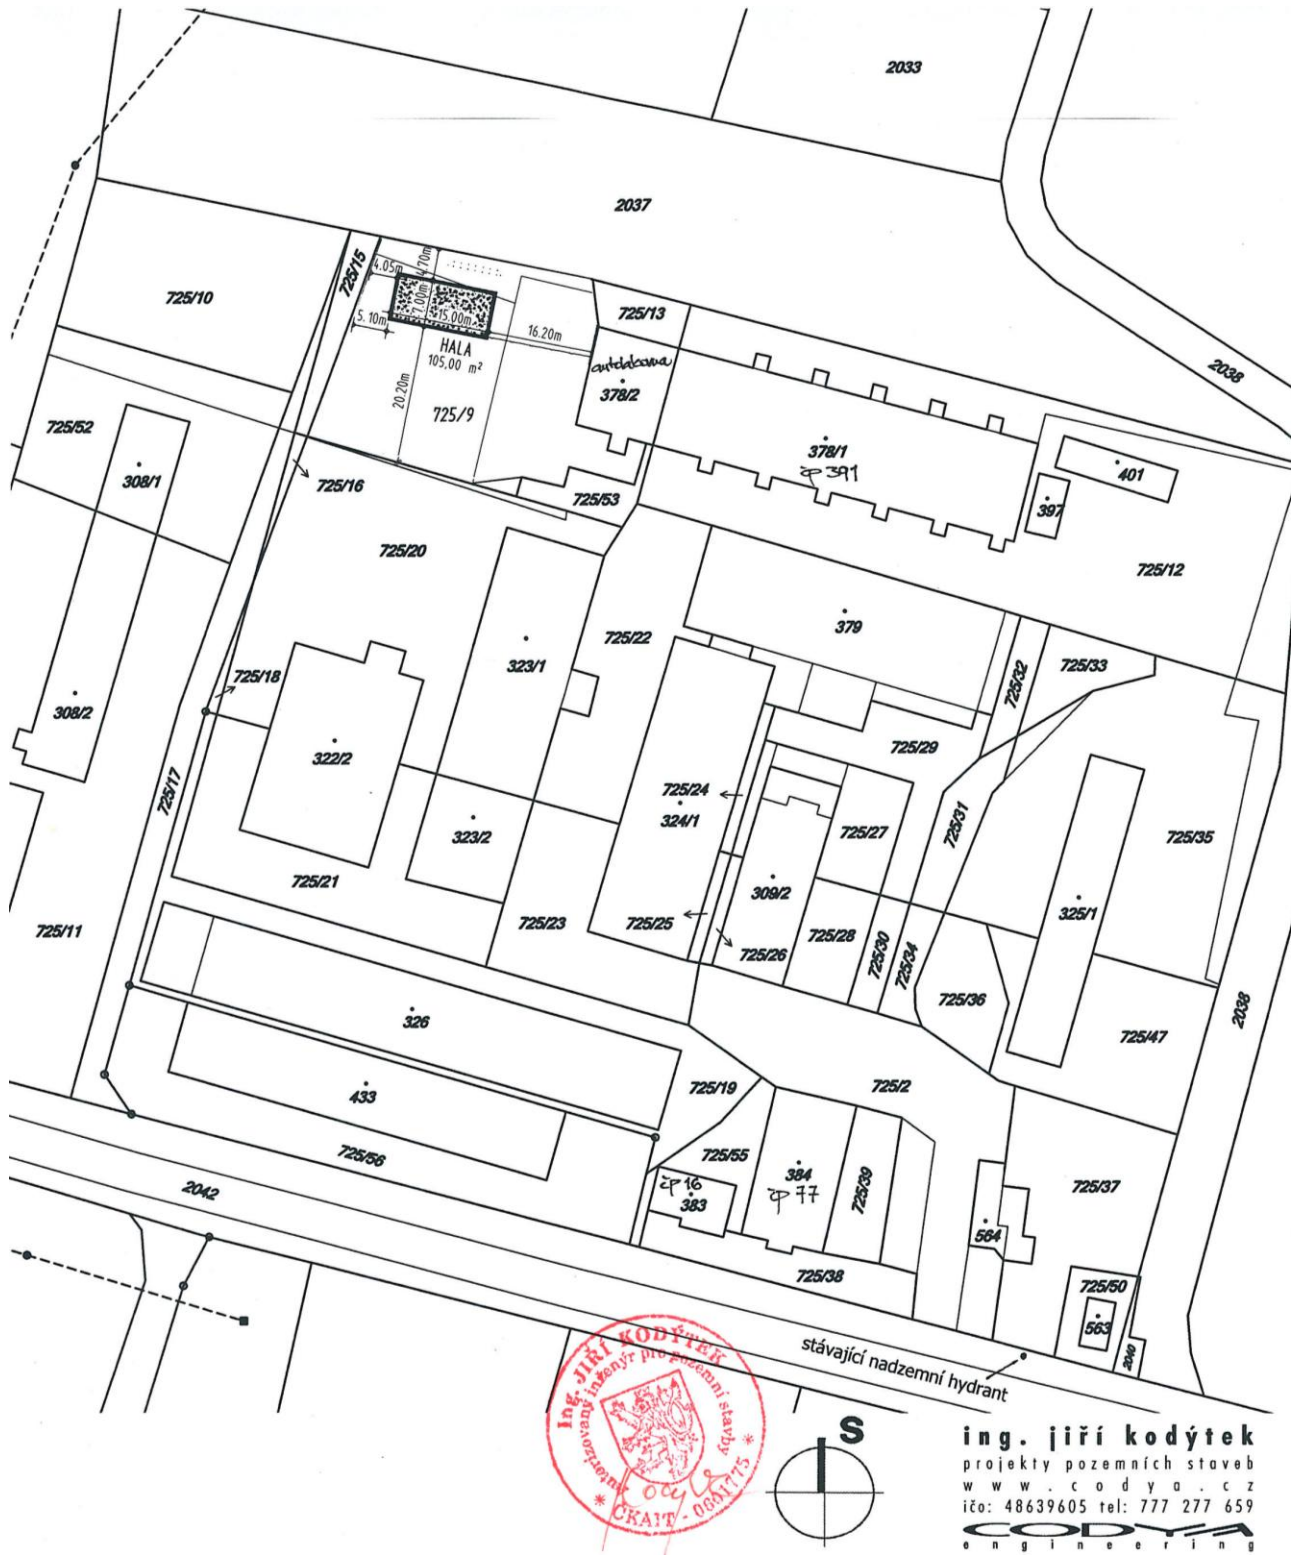 2033
2037
725/15
4.70m
4.05m
725/10
7.00m
15.00m
5.10m
725/13
16.20m
HALA
105,00 m²
autolakovna
378/2
2038
20.20m
725/9
725/52
378/1
čp 391
308/1
401
725/16
725/53
397
725/20
725/12
379
725/22
323/1
725/33
725/32
725/18
308/2
322/2
725/29
725/17
725/24
324/1
323/2
725/27
725/31
725/35
725/21
309/2
325/1
725/11
725/23
725/25
725/28
725/26
725/30
725/34
725/36
326
2038
725/47
433
725/19
725/2
725/56
725/55
384
čp 77
725/39
2042
čp 16
383
725/37
564
725/38
725/50
563
2040
stávající nadzemní hydrant
Ing. JIŘÍ KODÝTEK
autorizovaný inženýr pro pozemní stavby
* ČKAIT - 0601775 *
S
ing. jiří kodýtek
projekty pozemních staveb
www.codya.cz
ičo: 48639605 tel: 777 277 659
CODYA
engineering